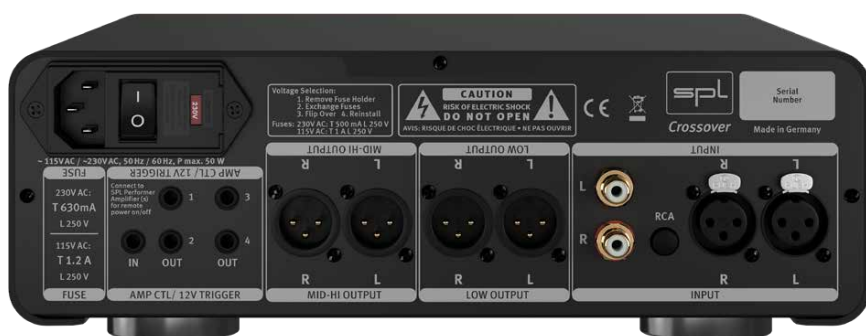 Voltage Selection:
1. Remove Fuse Holder
2. Exchange Fuses
3. Flip Over 4. Reinstall
Fuses: 230V AC: T 500 mA L 250 V
115V AC: T 1 A L 250 V
CAUTION
RISK OF ELECTRIC SHOCK
DO NOT OPEN
AVIS: RISQUE DE CHOC ÉLECTRIQUE • NE PAS OUVRIR
CE
spl
Crossover
Serial
Number
Made in Germany
I
O
230V
~ 115V AC / ~230V AC, 50 Hz / 60 Hz, P max. 50 W
FUSE
230V AC:
T 630mA
L 250 V
115V AC:
T 1.2 A
L 250 V
FUSE
AMP CTL / 12V TRIGGER
Connect to
SPL Performer
Amplifier(s)
for remote
power on/off
1
3
2
4
IN
OUT
OUT
AMP CTL/ 12V TRIGGER
MID-HI OUTPUT
R
L
R
L
MID-HI OUTPUT
LOW OUTPUT
R
L
R
L
LOW OUTPUT
INPUT
R
L
L
R
RCA
R
L
INPUT